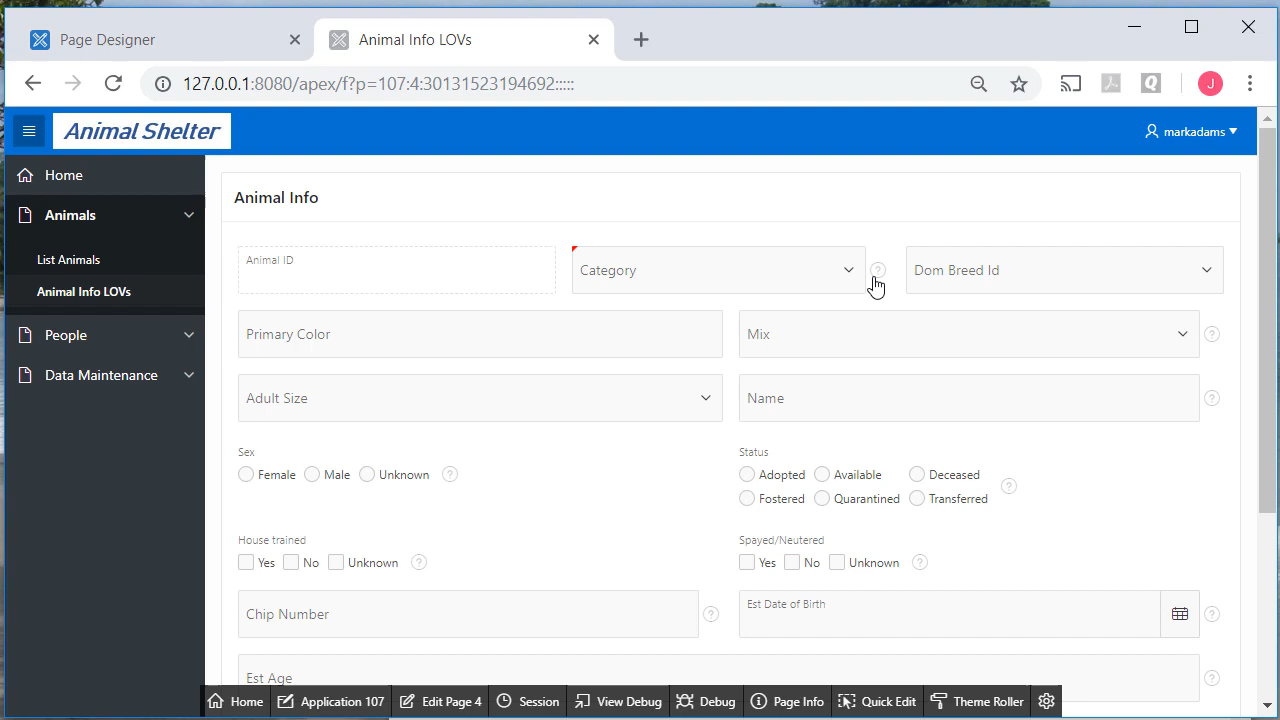 Page Designer
Animal Info LOVs
127.0.0.1:8080/apex/f?p=107:4:30131523194692:::::
J
Animal Shelter
markadams
Home
Animals
List Animals
Animal Info LOVs
People
Data Maintenance
Animal Info
Animal ID
Category
?
Dom Breed Id
Primary Color
Mix
?
Adult Size
Name
?
Sex
Female Male Unknown ?
Status
Adopted Available Deceased
Fostered Quarantined Transferred
?
House trained
Yes No Unknown ?
Spayed/Neutered
Yes No Unknown ?
Chip Number
?
Est Date of Birth
?
Est Age
?
Home Application 107 Edit Page 4 Session View Debug Debug Page Info Quick Edit Theme Roller